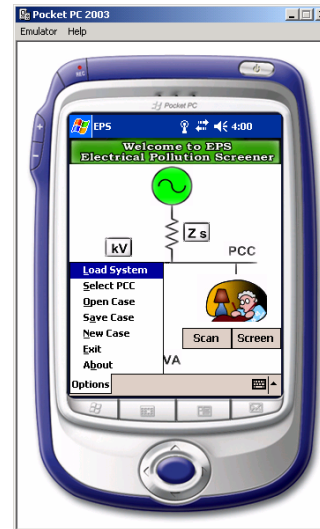 Pocket PC 2003
Emulator Help
REC
Pocket PC
EPS 4:00
Welcome to EPS
Electrical Pollution Screener
Z s
kV
PCC
Load System
Select PCC
Open Case
Save Case
New Case
Exit
About
Scan Screen
VA
Options